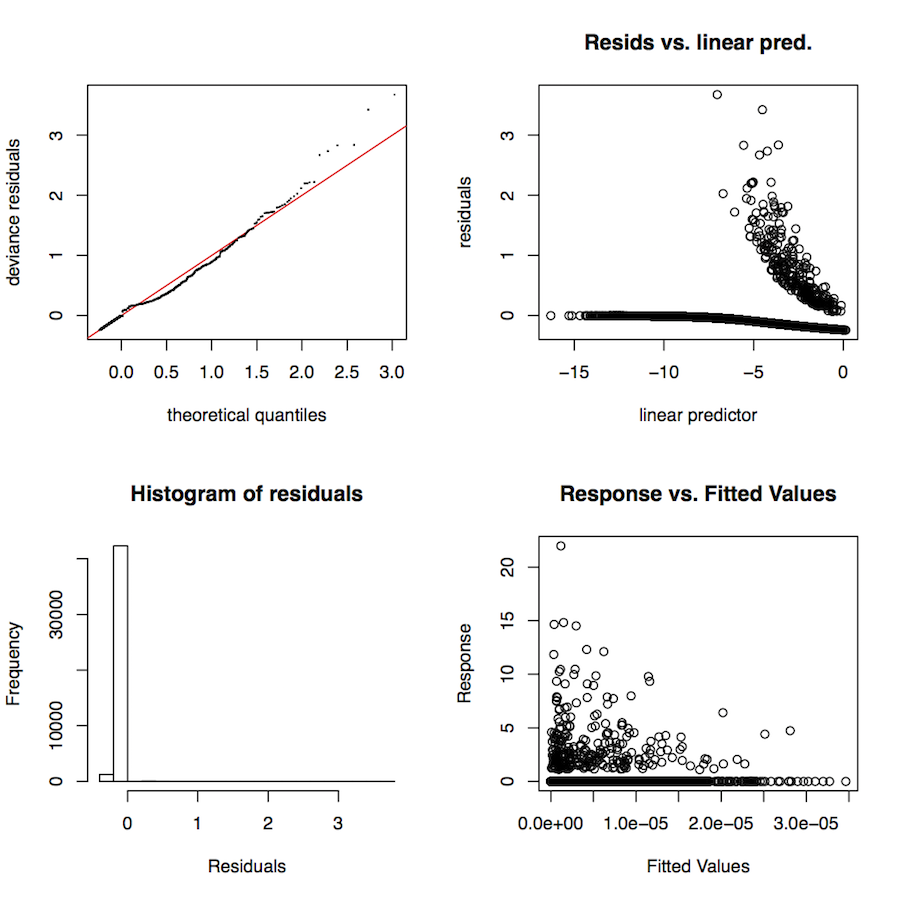 deviance residuals
3
2
1
0
0.0 0.5 1.0 1.5 2.0 2.5 3.0
theoretical quantiles
Resids vs. linear pred.
residuals
3
2
1
0
−15 −10 −5 0
linear predictor
Histogram of residuals
Frequency
30000
10000
0
0 1 2 3
Residuals
Response vs. Fitted Values
Response
20
15
10
5
0
0.0e+00 1.0e−05 2.0e−05 3.0e−05
Fitted Values